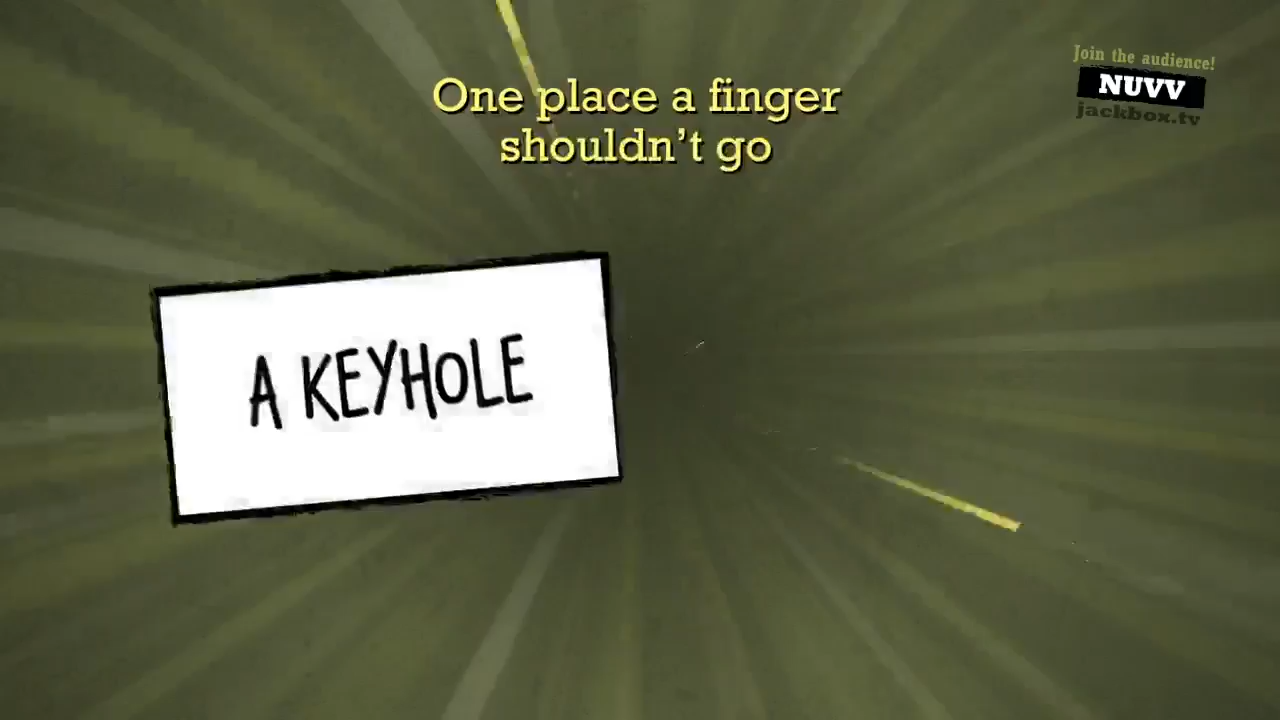 One place a finger
shouldn't go
Join the audience!
NUVV
jackbox.tv
A KEYHOLE